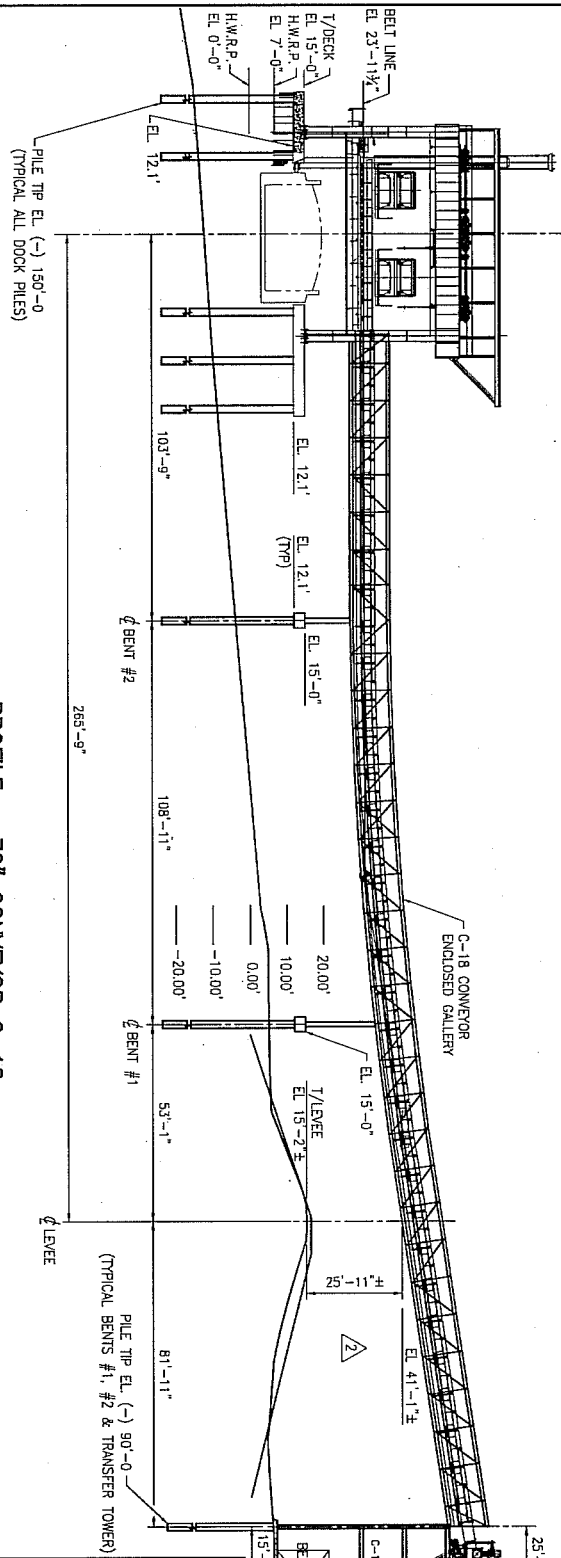 BELT LINE
EL 23'-11¼"
T/DECK
EL 15'-0"
H.W.R.P.
EL 7'-0"
H.W.R.P.
EL 0'-0"
EL. 12.1'
PILE TIP EL. (-) 150'-0
(TYPICAL ALL DOCK PILES)
EL. 12.1'
103'-9"
EL. 12.1'
(TYP)
EL. 15'-0"
℄ BENT #2
265'-9"
108'-11"
C-18 CONVEYOR
ENCLOSED GALLERY
20.00'
10.00'
0.00'
-10.00'
-20.00'
EL. 15'-0"
℄ BENT #1
53'-1"
T/LEVEE
EL 15'-2"±
℄ LEVEE
25'-11"±
EL 41'-1"±
2
81'-11"
PILE TIP EL. (-) 90'-0
(TYPICAL BENTS #1, #2 & TRANSFER TOWER)
25'
15'-
BE
C-1